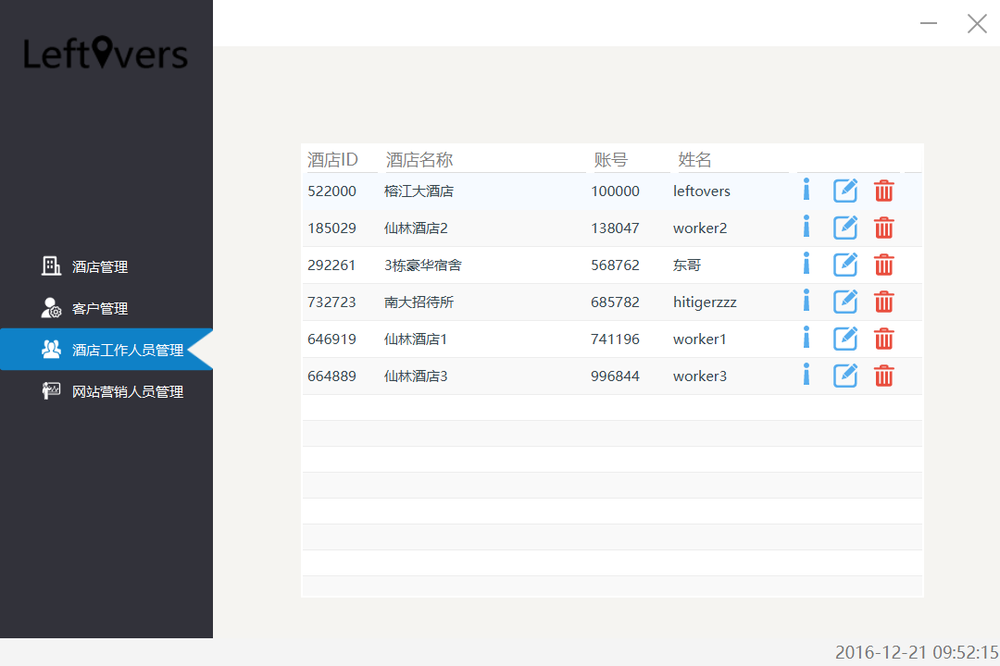 Leftovers
酒店管理
客户管理
酒店工作人员管理
网站营销人员管理
酒店ID 酒店名称 账号 姓名
522000 榕江大酒店 100000 leftovers
185029 仙林酒店2 138047 worker2
292261 3栋豪华宿舍 568762 东哥
732723 南大招待所 685782 hitigerzzz
646919 仙林酒店1 741196 worker1
664889 仙林酒店3 996844 worker3
2016-12-21 09:52:15